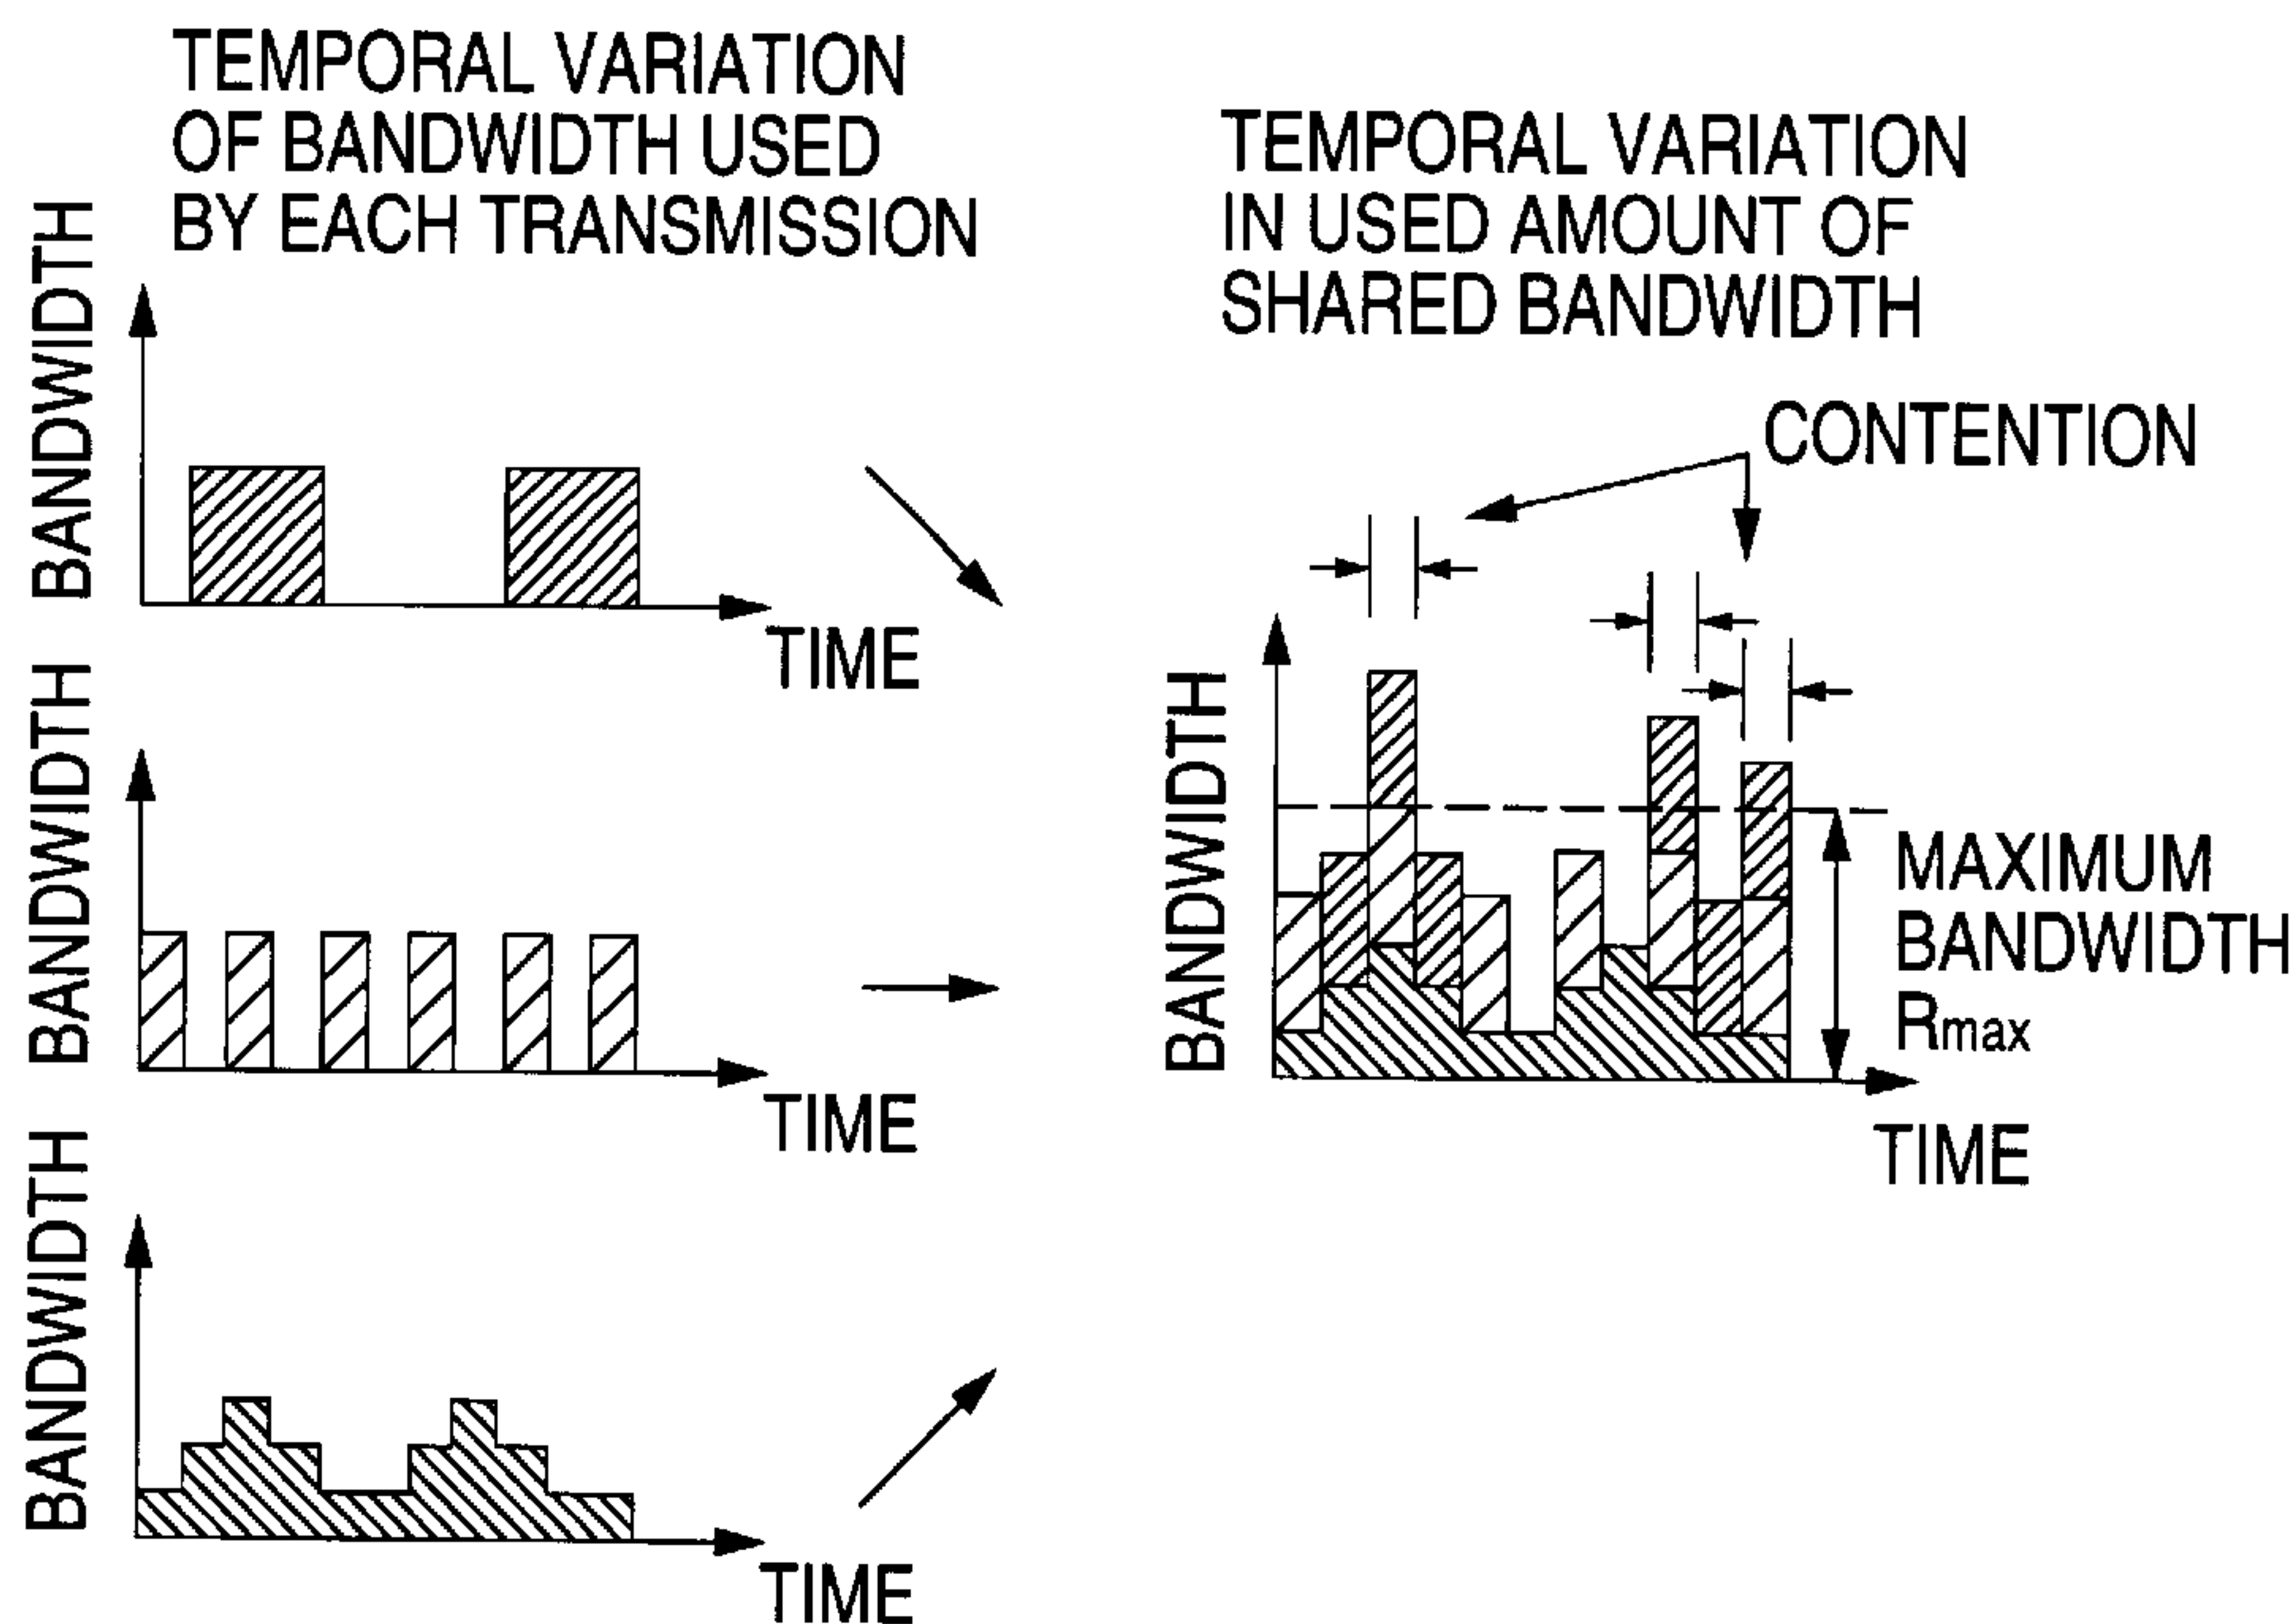 TEMPORAL VARIATION
OF BANDWIDTH USED
BY EACH TRANSMISSION
BANDWIDTH
TIME
BANDWIDTH
TIME
BANDWIDTH
TIME
TEMPORAL VARIATION
IN USED AMOUNT OF
SHARED BANDWIDTH
CONTENTION
BANDWIDTH
MAXIMUM
BANDWIDTH
Rmax
TIME